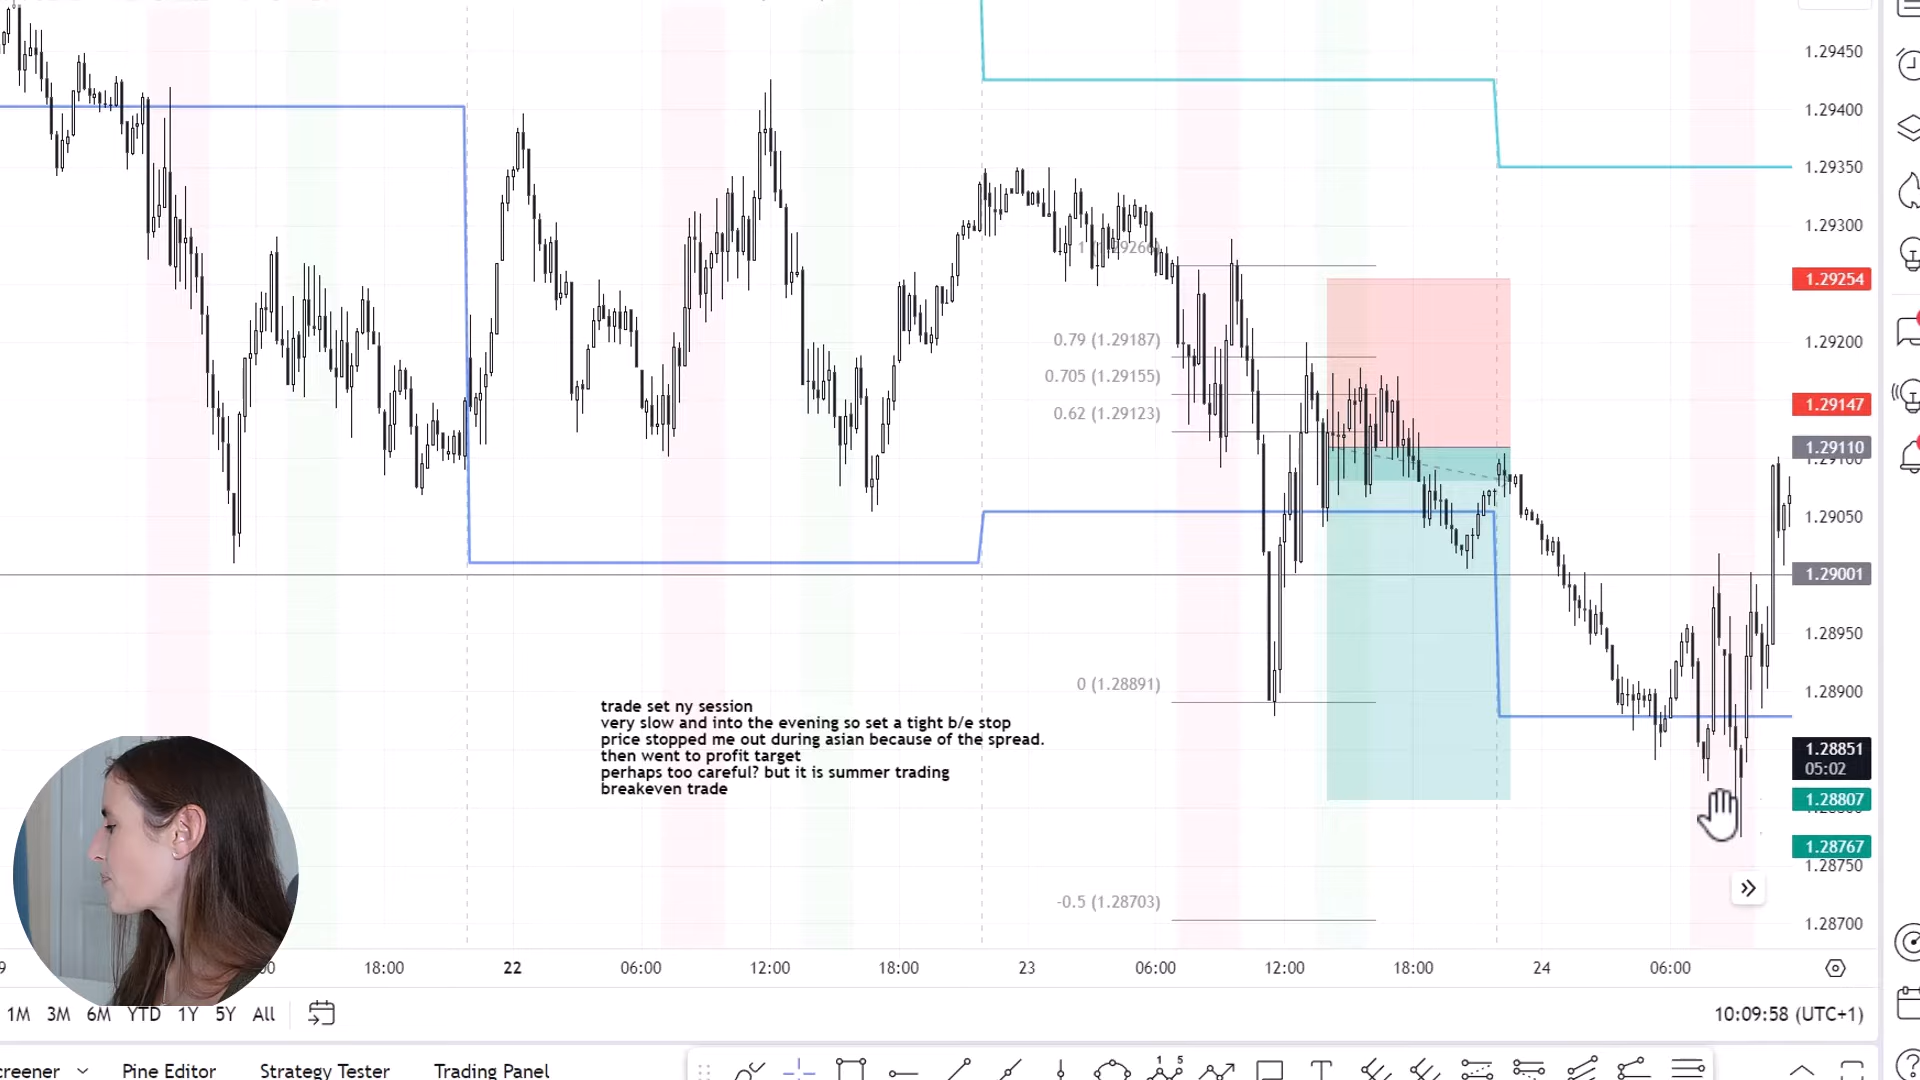 1.29450
1.29400
1.29350
1.29300
1.29254
1.29200
1.29147
1.29110
1.29100
1.29050
1.29001
1.28950
1.28900
1.28851
05:02
1.28807
1.28767
1.28750
1.28700
0.79 (1.29187)
0.705 (1.29155)
0.62 (1.29123)
0 (1.28891)
-0.5 (1.28703)
trade set ny session
very slow and into the evening so set a tight b/e stop
price stopped me out during asian because of the spread.
then went to profit target
perhaps too careful? but it is summer trading
breakeven trade
18:00 22 06:00 12:00 18:00 23 06:00 12:00 18:00 24 06:00
1M 3M 6M YTD 1Y 5Y All
10:09:58 (UTC+1)
Pine Editor Strategy Tester Trading Panel